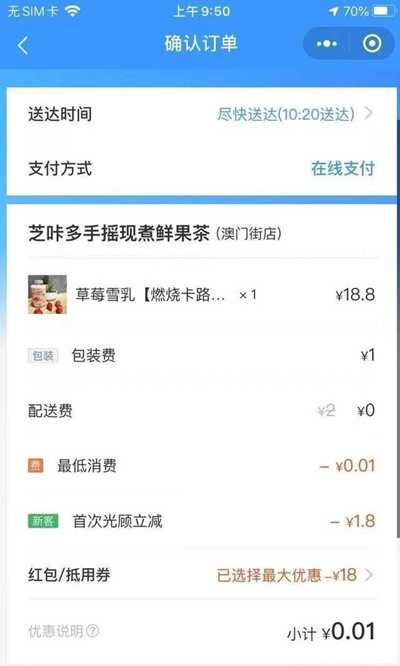 无SIM卡 上午9:50 70%
确认订单
送达时间 尽快送达(10:20送达)
支付方式 在线支付
芝咔多手摇现煮鲜果茶 (澳门街店)
草莓雪乳【燃烧卡路... ×1 ¥18.8
包装 包装费 ¥1
配送费 ¥2 ¥0
费 最低消费 -¥0.01
新客 首次光顾立减 -¥1.8
红包/抵用券 已选择最大优惠 -¥18
优惠说明? 小计 ¥0.01